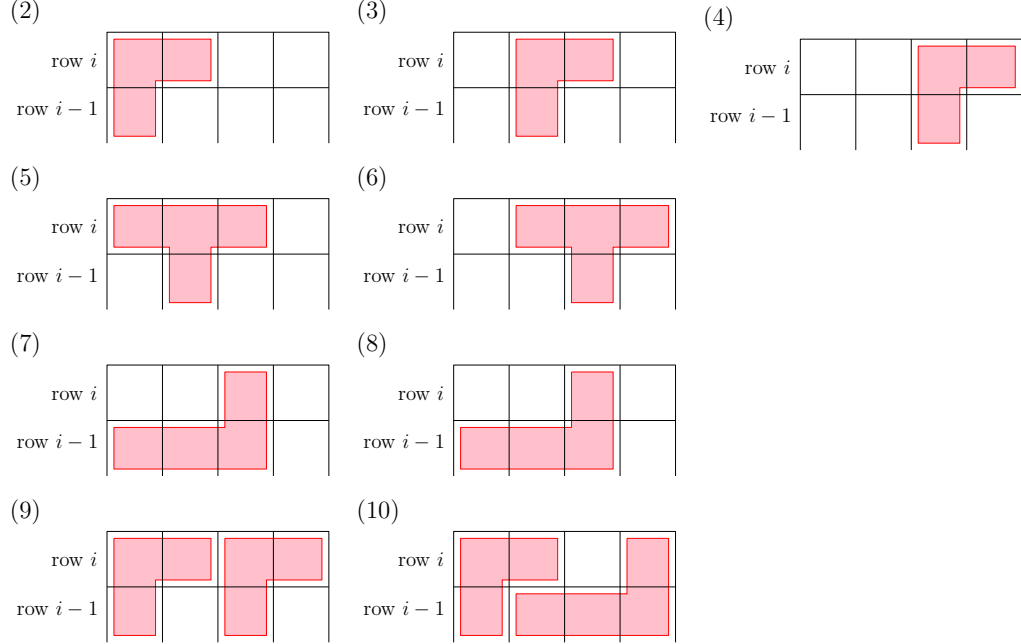 (2) (3) (4)
row i row i row i
row i − 1 row i − 1 row i − 1
(5) (6)
row i row i
row i − 1 row i − 1
(7) (8)
row i row i
row i − 1 row i − 1
(9) (10)
row i row i
row i − 1 row i − 1